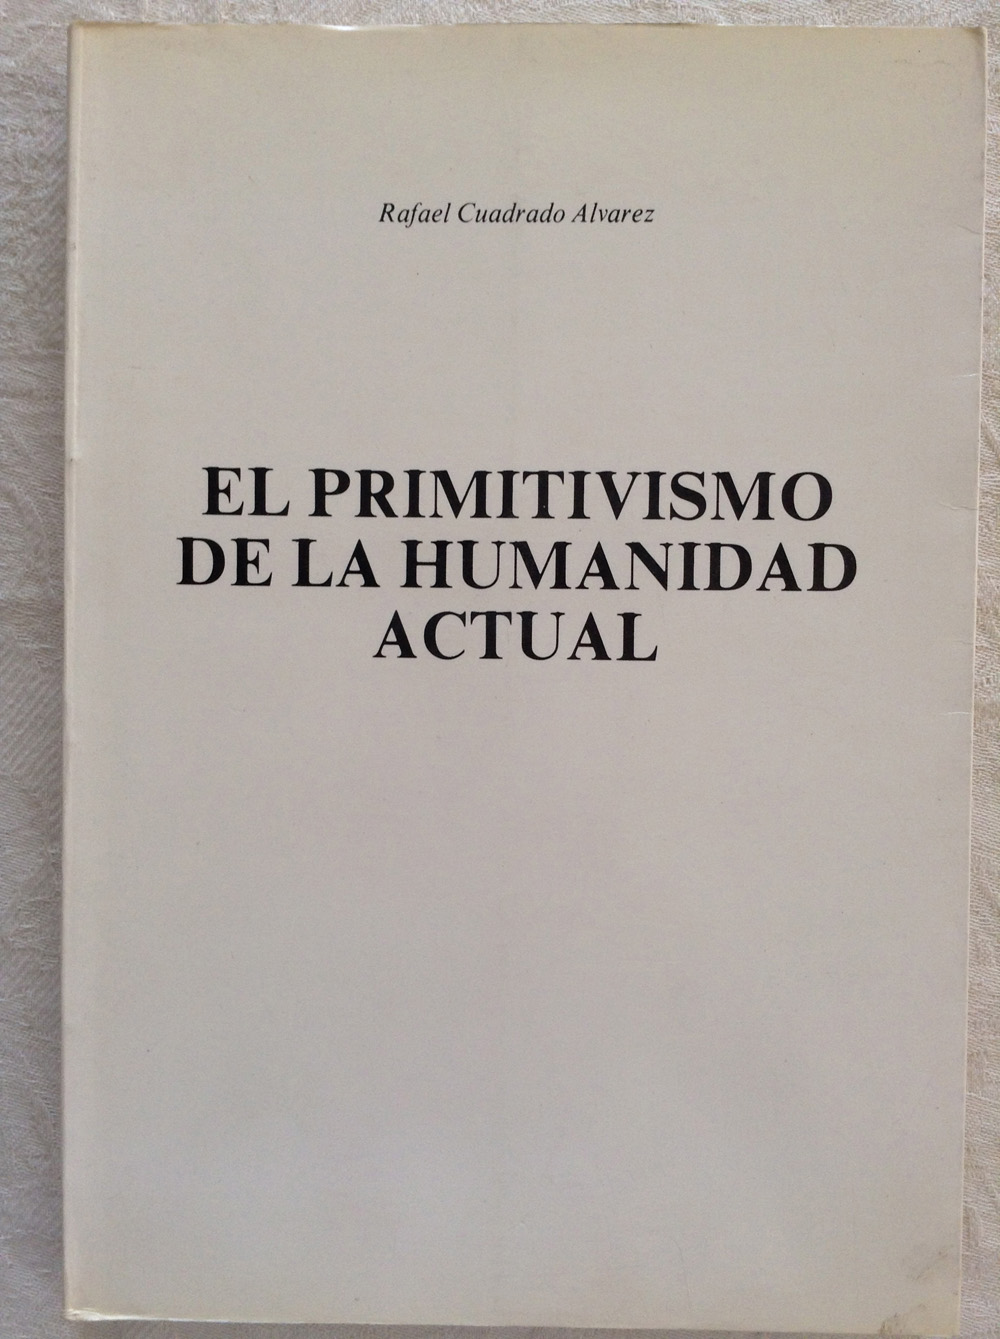 Rafael Cuadrado Alvarez
EL PRIMITIVISMO
DE LA HUMANIDAD
ACTUAL